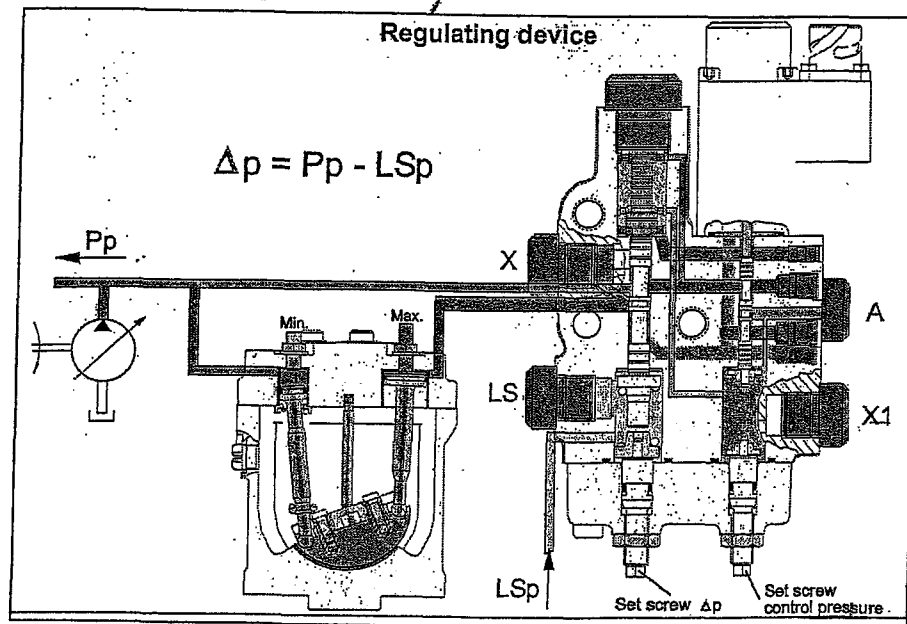 Regulating device
Δp = Pp - LSp
Pp
X
Min.
Max.
A
LS
X1
LSp
Set screw Δp
Set screw
control pressure